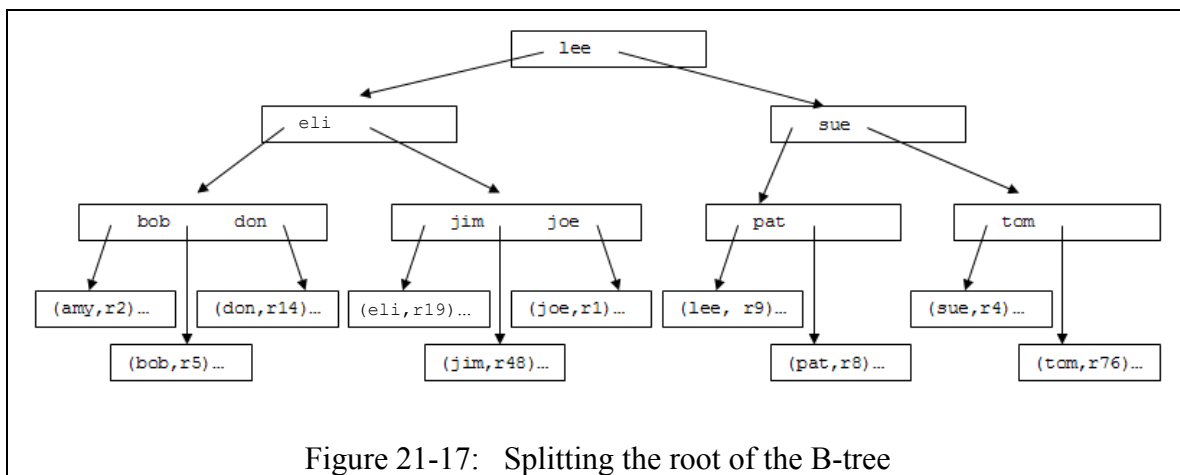 lee
eli sue
bob don jim joe pat tom
(amy,r2)… (don,r14)… (eli,r19)… (joe,r1)… (lee, r9)… (sue,r4)…
(bob,r5)… (jim,r48)… (pat,r8)… (tom,r76)…
Figure 21-17: Splitting the root of the B-tree